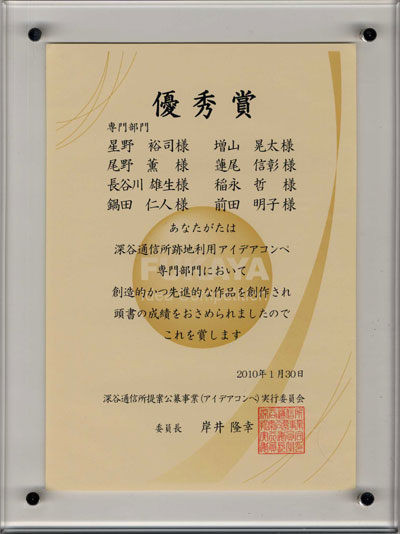 優秀賞
専門部門
星野 裕司様 増山 晃太様
尾野 薫 様 蓮尾 信彰様
長谷川 雄生様 稲永 哲 様
鍋田 仁人様 前田 明子様
あなたがたは
深谷通信所跡地利用アイデアコンペ
専門部門において
創造的かつ先進的な作品を創作され
頭書の成績をおさめられましたので
これを賞します
2010年1月30日
深谷通信所提案公募事業(アイデアコンペ)実行委員会
委員長 岸井 隆幸